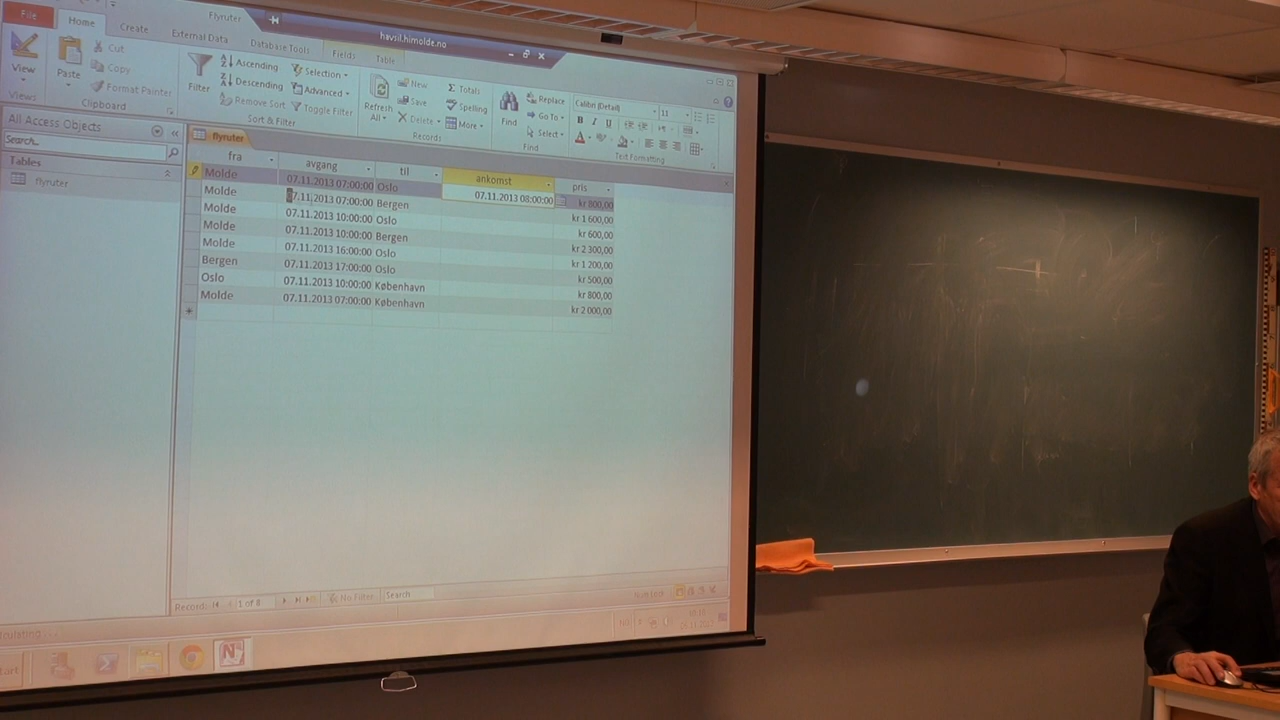 Flyruter
havsil.himolde.no
File Home Create External Data Database Tools Fields Table
View Paste Cut Copy Format Painter Filter Ascending Descending Remove Sort Selection Advanced Toggle Filter Refresh All New Save Delete Totals Spelling More Find Replace Go To Select Calibri (Detail) 11 B I U A
Views Clipboard Sort & Filter Records Find Text Formatting
All Access Objects
Search...
Tables
flyruter
flyruter
fra avgang til ankomst pris
Molde 07.11.2013 07:00:00 Oslo 07.11.2013 08:00:00 kr 800,00
Molde 07.11.2013 07:00:00 Bergen kr 1 600,00
Molde 07.11.2013 10:00:00 Oslo kr 600,00
Molde 07.11.2013 10:00:00 Bergen kr 2 300,00
Molde 07.11.2013 16:00:00 Oslo kr 1 200,00
Bergen 07.11.2013 17:00:00 Oslo kr 500,00
Oslo 07.11.2013 10:00:00 København kr 800,00
Molde 07.11.2013 07:00:00 København kr 2 000,00
Record: 1 of 8 No Filter Search
Num Lock
NO